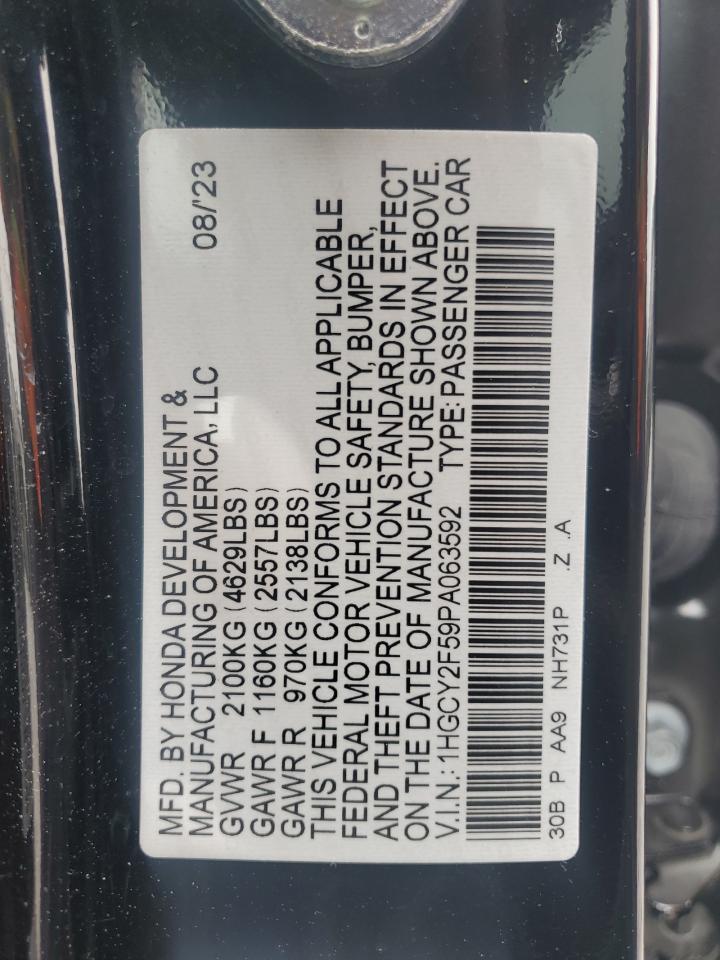 MFD. BY HONDA DEVELOPMENT &
MANUFACTURING OF AMERICA, LLC 08/'23
GVWR 2100KG (4629LBS)
GAWR F 1160KG (2557LBS)
GAWR R 970KG (2138LBS)
THIS VEHICLE CONFORMS TO ALL APPLICABLE
FEDERAL MOTOR VEHICLE SAFETY, BUMPER,
AND THEFT PREVENTION STANDARDS IN EFFECT
ON THE DATE OF MANUFACTURE SHOWN ABOVE.
V.I.N.: 1HGCY2F59PA063592 TYPE: PASSENGER CAR
30B P AA9 NH731P .Z .A